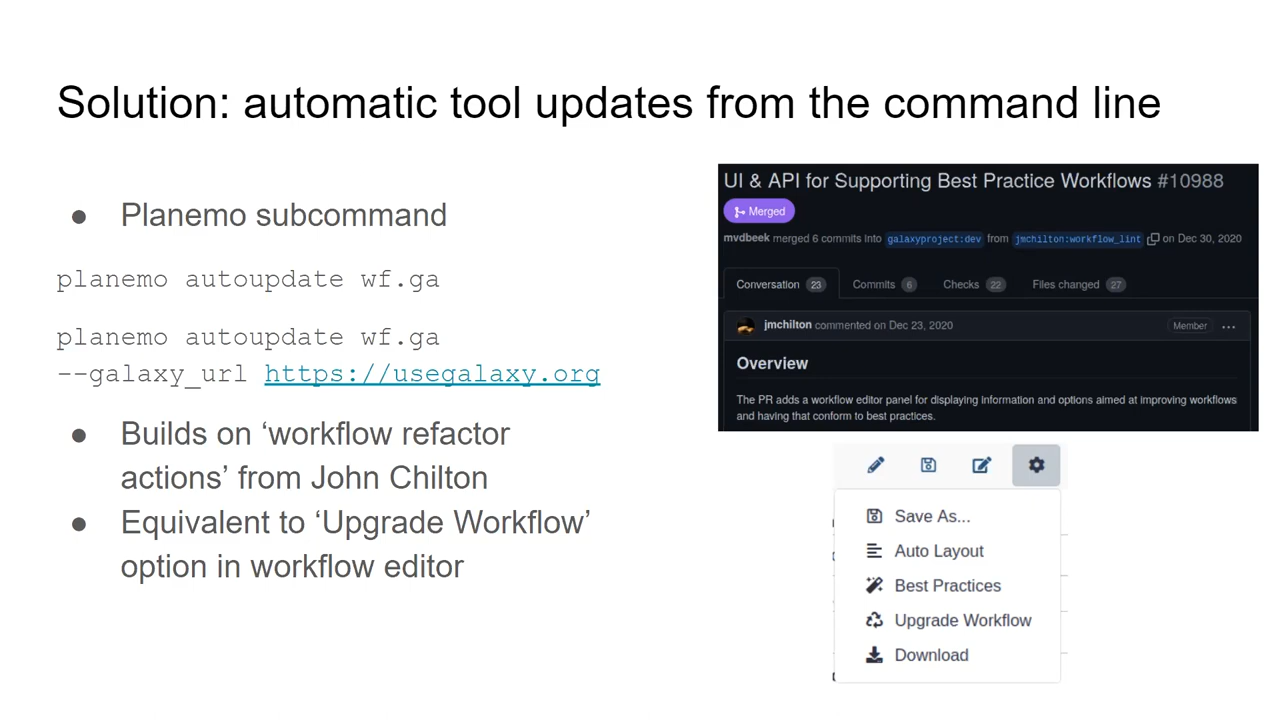 Solution: automatic tool updates from the command line
● Planemo subcommand
planemo autoupdate wf.ga
planemo autoupdate wf.ga
--galaxy_url https://usegalaxy.org
● Builds on ‘workflow refactor
actions’ from John Chilton
● Equivalent to ‘Upgrade Workflow’
option in workflow editor
UI & API for Supporting Best Practice Workflows #10988
Merged
mvdbeek merged 6 commits into galaxyproject:dev from jmchilton:workflow_lint on Dec 30, 2020
Conversation 23 Commits 6 Checks 22 Files changed 27
jmchilton commented on Dec 23, 2020 Member ...
Overview
The PR adds a workflow editor panel for displaying information and options aimed at improving workflows
and having that conform to best practices.
Save As...
Auto Layout
Best Practices
Upgrade Workflow
Download